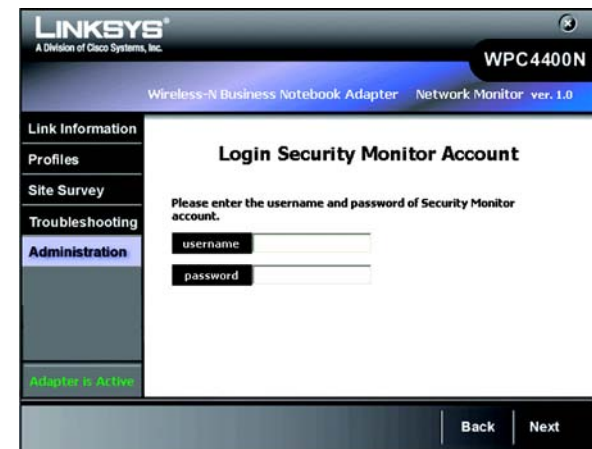 LINKSYS®
A Division of Cisco Systems, Inc.
WPC4400N
Wireless-N Business Notebook Adapter Network Monitor ver. 1.0
Link Information
Profiles
Site Survey
Troubleshooting
Administration
Adapter is Active
Login Security Monitor Account
Please enter the username and password of Security Monitor
account.
username
password
Back Next